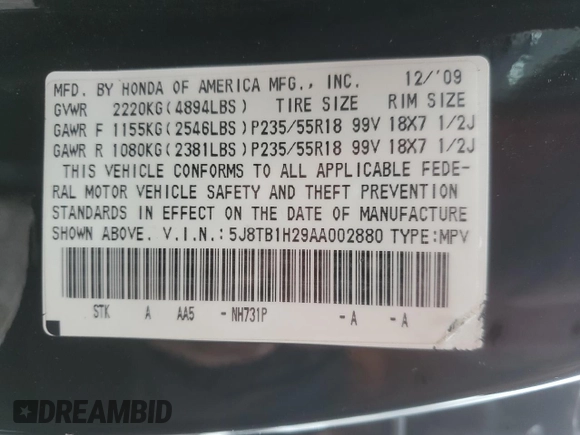 MFD. BY HONDA OF AMERICA MFG., INC. 12/'09
GVWR 2220KG(4894LBS) TIRE SIZE RIM SIZE
GAWR F 1155KG(2546LBS)P235/55R18 99V 18X7 1/2J
GAWR R 1080KG(2381LBS)P235/55R18 99V 18X7 1/2J
THIS VEHICLE CONFORMS TO ALL APPLICABLE FEDE-
RAL MOTOR VEHICLE SAFETY AND THEFT PREVENTION
STANDARDS IN EFFECT ON THE DATE OF MANUFACTURE
SHOWN ABOVE. V.I.N.:5J8TB1H29AA002880 TYPE:MPV
STK A AA5 - NH731P - A - A
DREAMBID